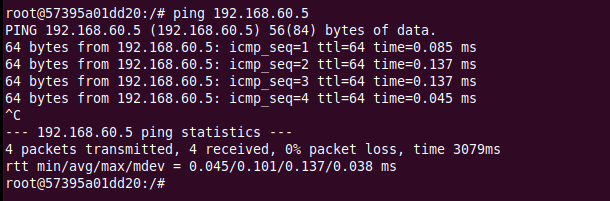 root@57395a01dd20:/# ping 192.168.60.5
PING 192.168.60.5 (192.168.60.5) 56(84) bytes of data.
64 bytes from 192.168.60.5: icmp_seq=1 ttl=64 time=0.085 ms
64 bytes from 192.168.60.5: icmp_seq=2 ttl=64 time=0.137 ms
64 bytes from 192.168.60.5: icmp_seq=3 ttl=64 time=0.137 ms
64 bytes from 192.168.60.5: icmp_seq=4 ttl=64 time=0.045 ms
^C
--- 192.168.60.5 ping statistics ---
4 packets transmitted, 4 received, 0% packet loss, time 3079ms
rtt min/avg/max/mdev = 0.045/0.101/0.137/0.038 ms
root@57395a01dd20:/#